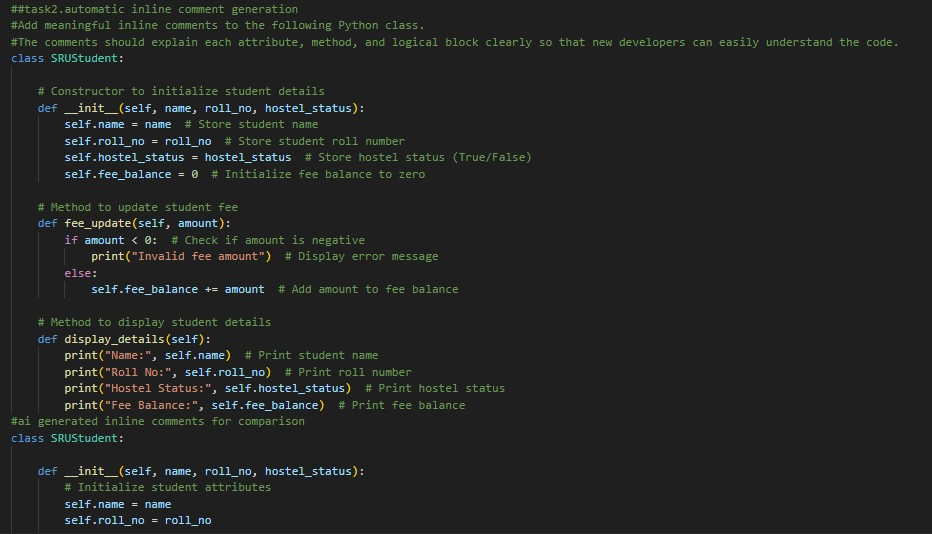 ##task2.automatic inline comment generation
#Add meaningful inline comments to the following Python class.
#The comments should explain each attribute, method, and logical block clearly so that new developers can easily understand the code.
class SRUStudent:
    # Constructor to initialize student details
    def __init__(self, name, roll_no, hostel_status):
        self.name = name  # Store student name
        self.roll_no = roll_no  # Store student roll number
        self.hostel_status = hostel_status  # Store hostel status (True/False)
        self.fee_balance = 0  # Initialize fee balance to zero
    # Method to update student fee
    def fee_update(self, amount):
        if amount < 0:  # Check if amount is negative
            print("Invalid fee amount")  # Display error message
        else:
            self.fee_balance += amount  # Add amount to fee balance
    # Method to display student details
    def display_details(self):
        print("Name:", self.name)  # Print student name
        print("Roll No:", self.roll_no)  # Print roll number
        print("Hostel Status:", self.hostel_status)  # Print hostel status
        print("Fee Balance:", self.fee_balance)  # Print fee balance
#ai generated inline comments for comparison
class SRUStudent:
    def __init__(self, name, roll_no, hostel_status):
        # Initialize student attributes
        self.name = name
        self.roll_no = roll_no